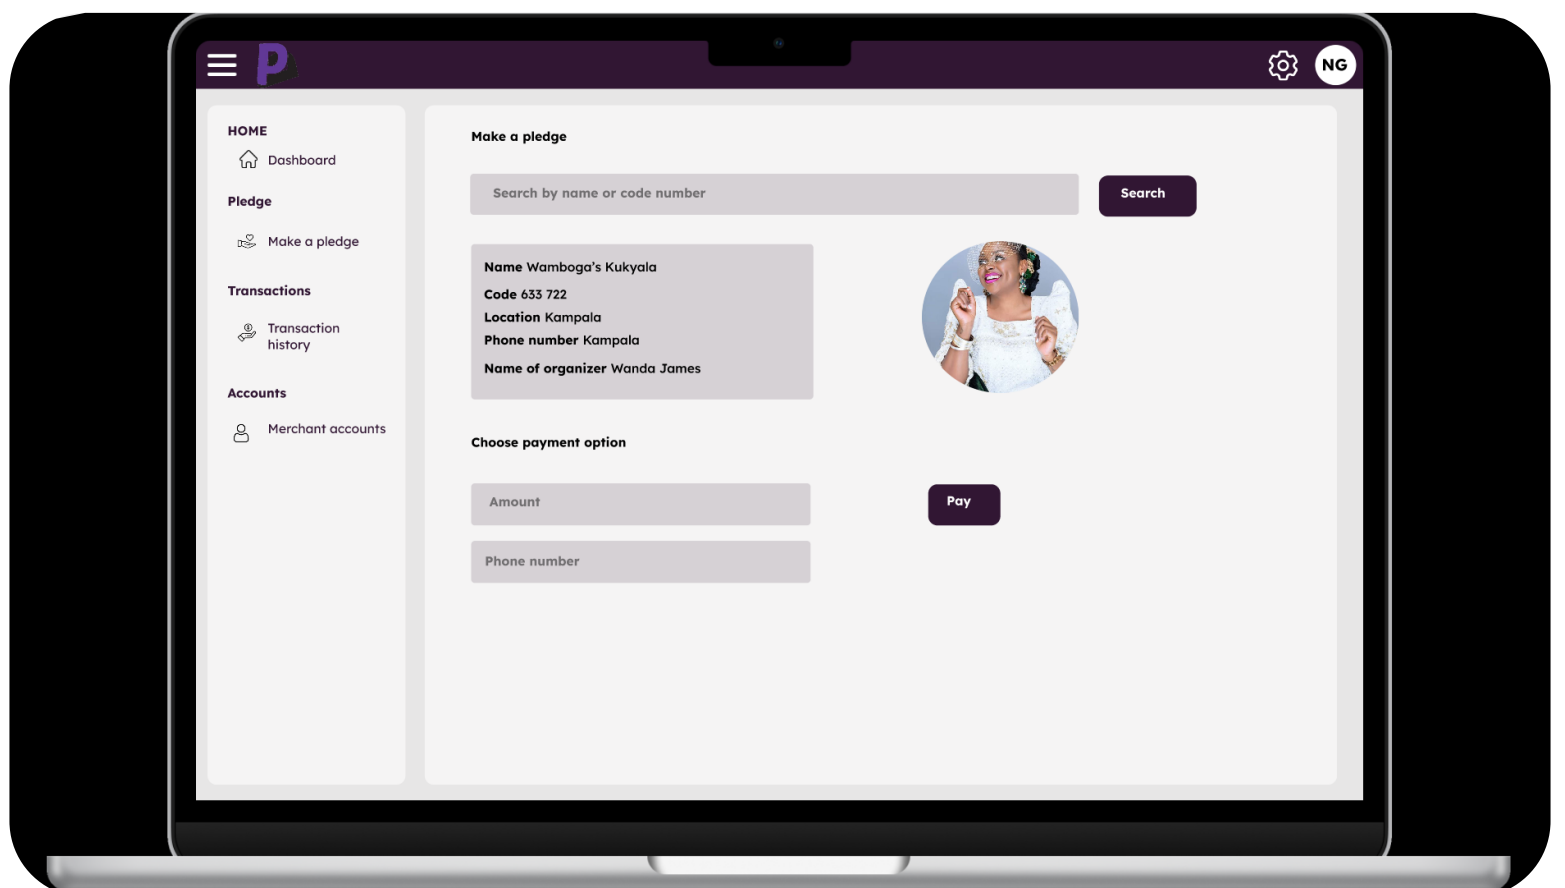 P
NG
HOME
Dashboard
Pledge
Make a pledge
Transactions
Transaction
history
Accounts
Merchant accounts
Make a pledge
Search by name or code number
Search
Name Wamboga's Kukyala
Code 633 722
Location Kampala
Phone number Kampala
Name of organizer Wanda James
Choose payment option
Amount
Pay
Phone number